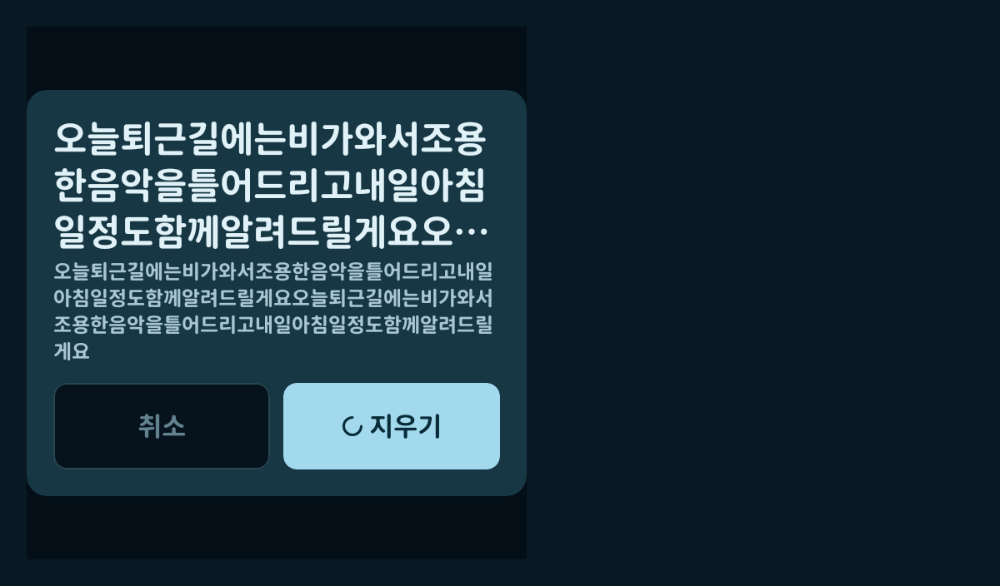 오늘퇴근길에는비가와서조용
한음악을틀어드리고내일아침
일정도함께알려드릴게요오…
오늘퇴근길에는비가와서조용한음악을틀어드리고내일
아침일정도함께알려드릴게요오늘퇴근길에는비가와서
조용한음악을틀어드리고내일아침일정도함께알려드릴
게요
취소
지우기